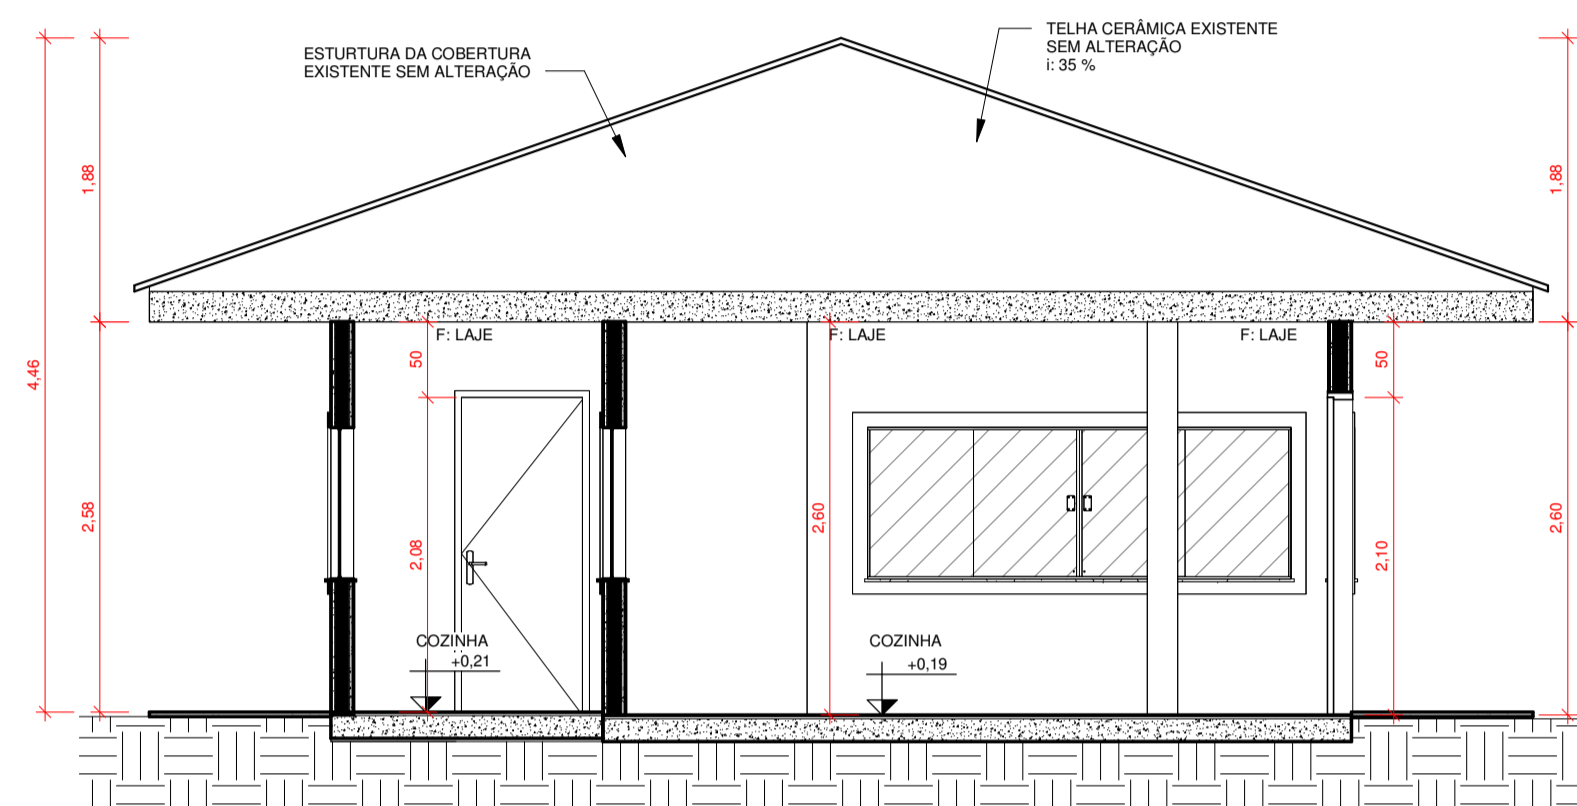 TELHA CERÂMICA EXISTENTE
SEM ALTERAÇÃO
i: 35 %
ESTURTURA DA COBERTURA
EXISTENTE SEM ALTERAÇÃO
1,88
1,88
4,46
F: LAJE
F: LAJE
F: LAJE
50
50
2,58
2,08
2,60
2,10
2,60
COZINHA
+0,21
COZINHA
+0,19